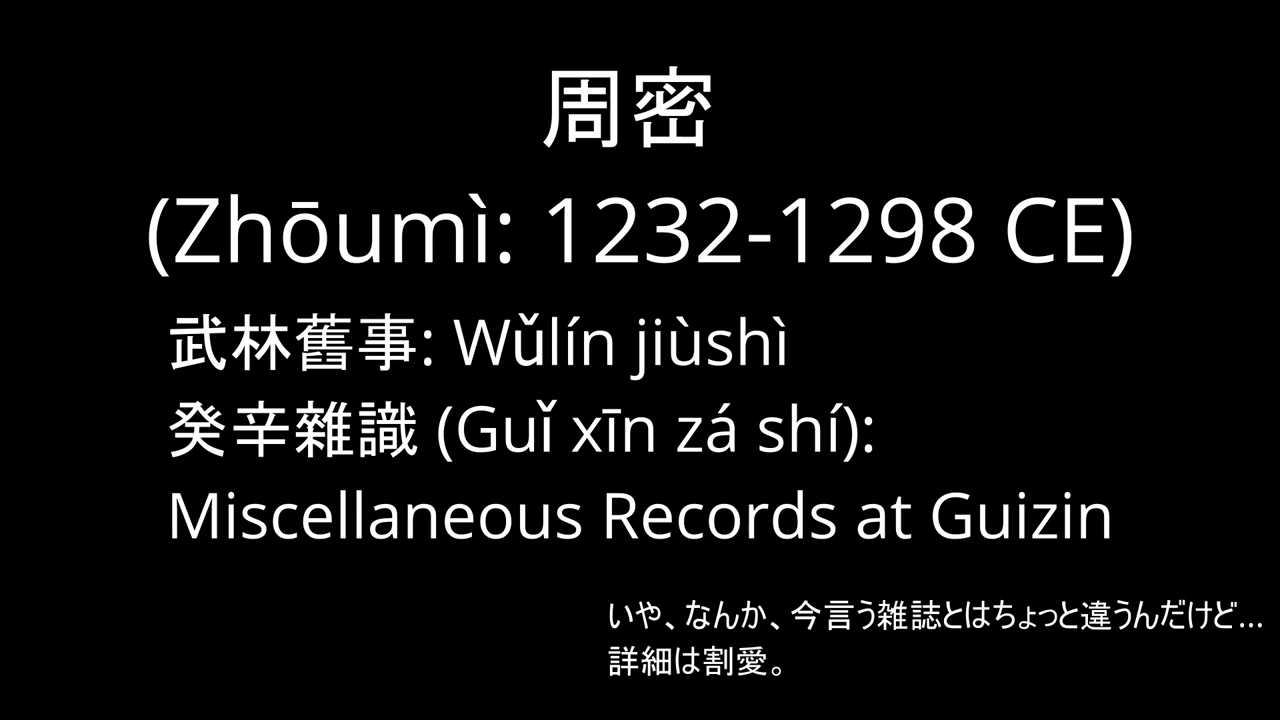 周密
(Zhōumì: 1232-1298 CE)
武林舊事: Wǔlín jiùshì
癸辛雜識 (Guǐ xīn zá shí):
Miscellaneous Records at Guizin
いや、なんか、今言う雑誌とはちょっと違うんだけど...
詳細は割愛。